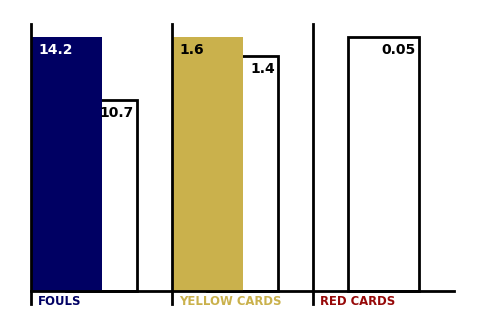 14.2
10.7
1.6
1.4
0.05
FOULS
YELLOW CARDS
RED CARDS